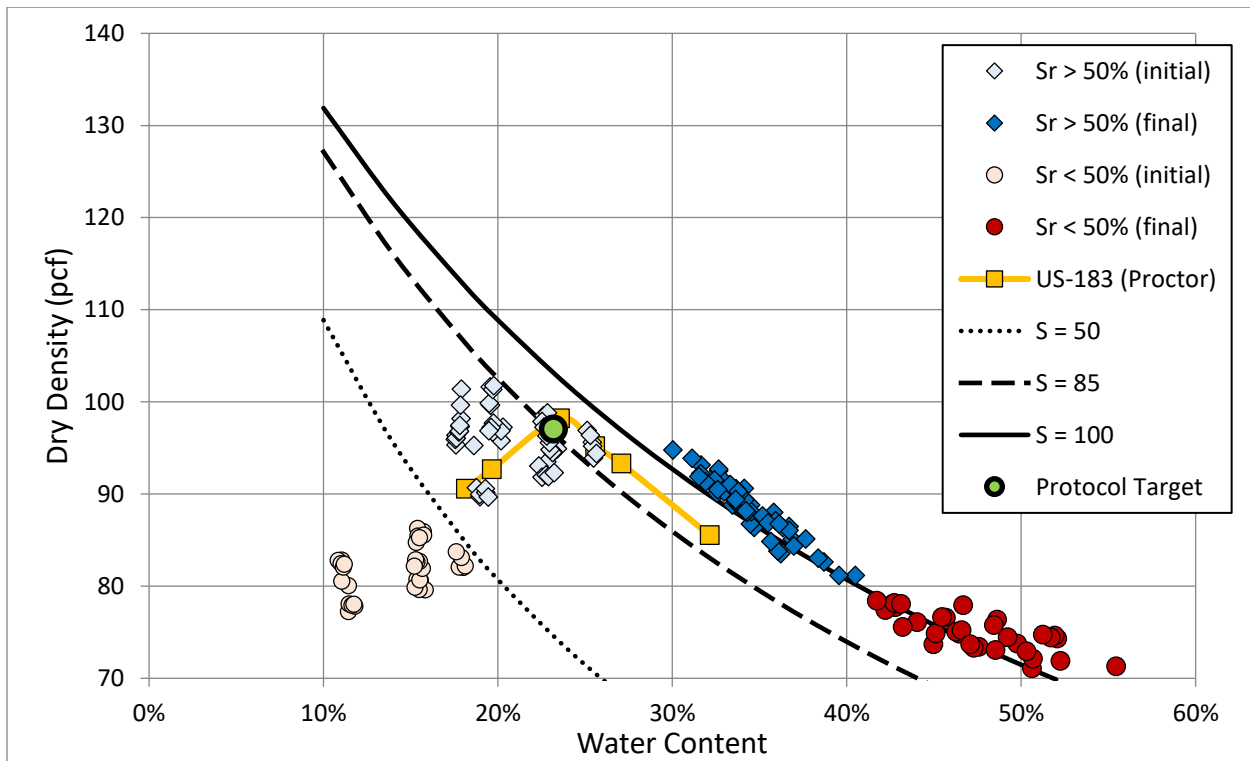 140
130
120
110
100
90
80
70
Dry Density (pcf)
0%
10%
20%
30%
40%
50%
60%
Water Content
Sr > 50% (initial)
Sr > 50% (final)
Sr < 50% (initial)
Sr < 50% (final)
US-183 (Proctor)
S = 50
S = 85
S = 100
Protocol Target